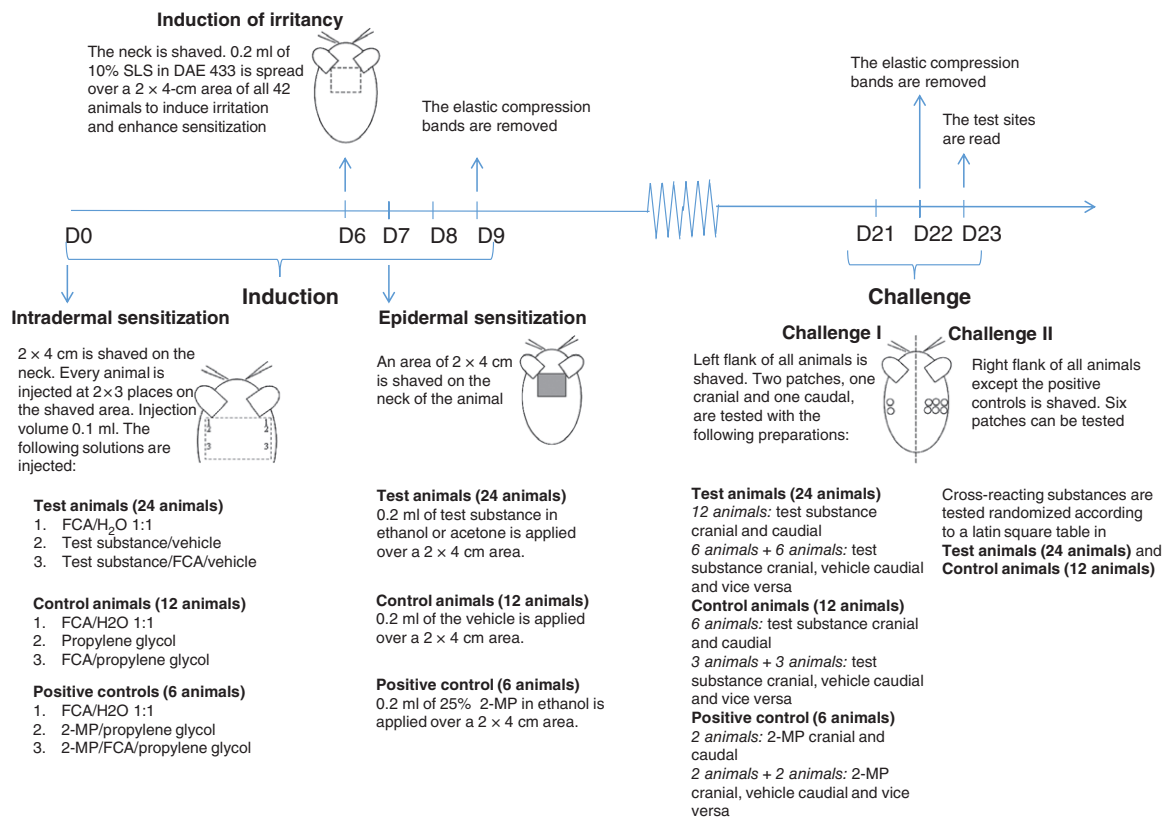 Induction of irritancy
The neck is shaved. 0.2 ml of
10% SLS in DAE 433 is spread
over a 2 × 4-cm area of all 42
animals to induce irritation
and enhance sensitization
The elastic compression
bands are removed
The elastic compression
bands are removed
The test sites
are read
D0
D6
D7
D8
D9
D21
D22
D23
Induction
Challenge
Intradermal sensitization
2 × 4 cm is shaved on the
neck. Every animal is
injected at 2×3 places on
the shaved area. Injection
volume 0.1 ml. The
following solutions are
injected:
1
2
3
1
2
3
Test animals (24 animals)
1. FCA/H₂O 1:1
2. Test substance/vehicle
3. Test substance/FCA/vehicle
Control animals (12 animals)
1. FCA/H2O 1:1
2. Propylene glycol
3. FCA/propylene glycol
Positive controls (6 animals)
1. FCA/H2O 1:1
2. 2-MP/propylene glycol
3. 2-MP/FCA/propylene glycol
Epidermal sensitization
An area of 2 × 4 cm
is shaved on the
neck of the animal
Test animals (24 animals)
0.2 ml of test substance in
ethanol or acetone is applied
over a 2 × 4 cm area.
Control animals (12 animals)
0.2 ml of the vehicle is applied
over a 2 × 4 cm area.
Positive control (6 animals)
0.2 ml of 25% 2-MP in ethanol is
applied over a 2 × 4 cm area.
Challenge I
Left flank of all animals is
shaved. Two patches, one
cranial and one caudal,
are tested with the
following preparations:
Test animals (24 animals)
12 animals: test substance
cranial and caudial
6 animals + 6 animals: test
substance cranial, vehicle caudial
and vice versa
Control animals (12 animals)
6 animals: test substance cranial
and caudial
3 animals + 3 animals: test
substance cranial, vehicle caudial
and vice versa
Positive control (6 animals)
2 animals: 2-MP cranial and
caudal
2 animals + 2 animals: 2-MP
cranial, vehicle caudial and vice
versa
Challenge II
Right flank of all animals
except the positive
controls is shaved. Six
patches can be tested
Cross-reacting substances are
tested randomized according
to a latin square table in
Test animals (24 animals) and
Control animals (12 animals)